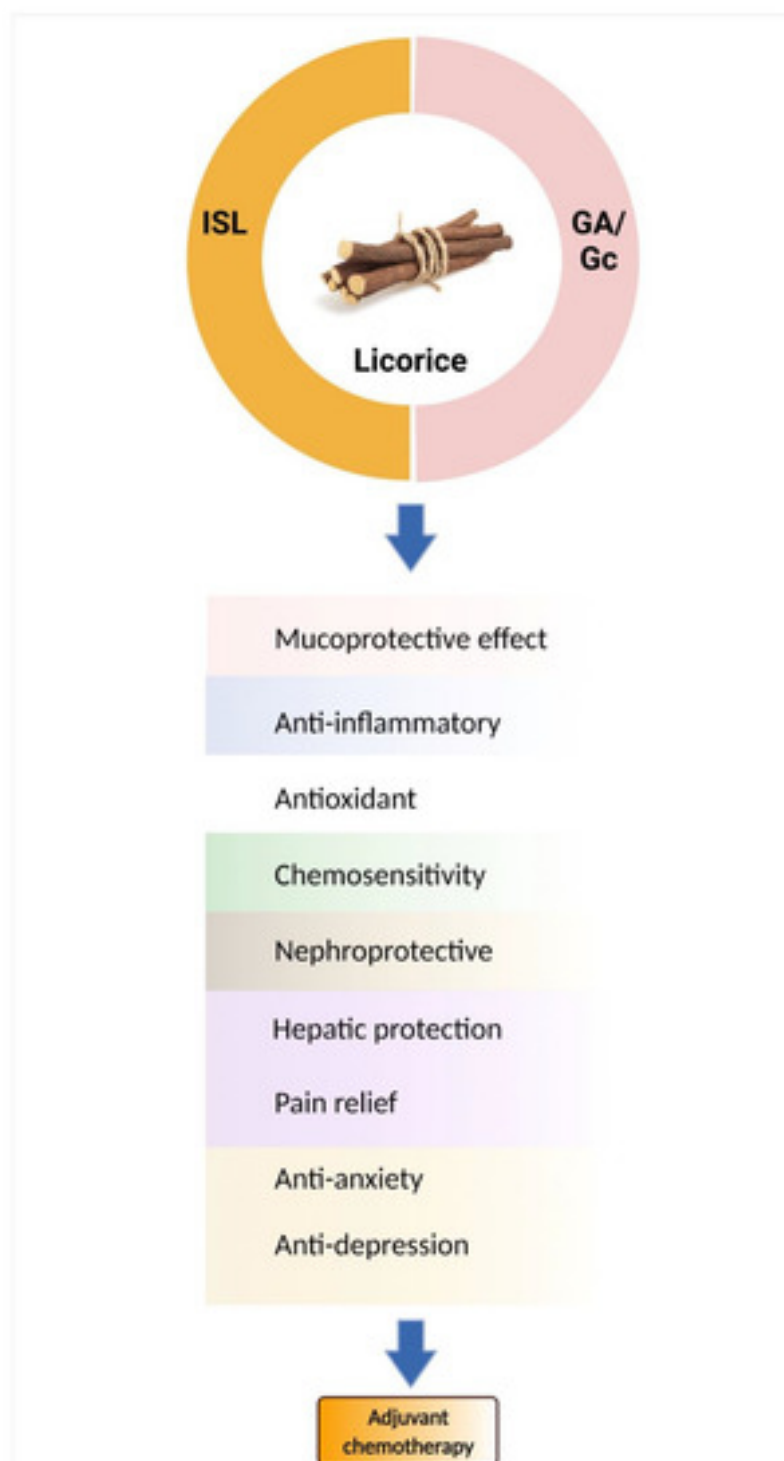 ISL
GA/
Gc
Licorice
Mucoprotective effect
Anti-inflammatory
Antioxidant
Chemosensitivity
Nephroprotective
Hepatic protection
Pain relief
Anti-anxiety
Anti-depression
Adjuvant
chemotherapy